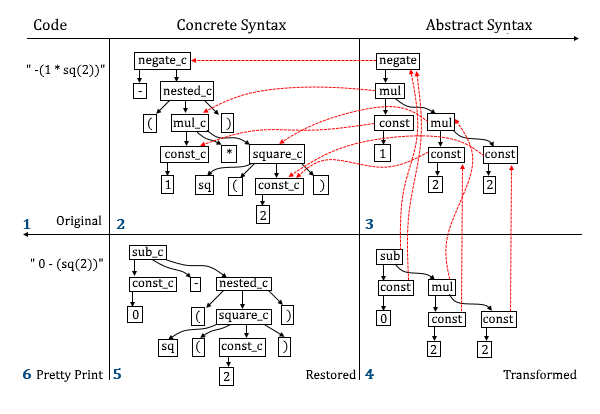 Code Concrete Syntax Abstract Syntax
negate_c negate
" -(1 * sq(2))"
- nested_c mul
( mul_c ) const mul
const_c * square_c 1 const const
1 sq ( const_c ) 2 2
2
1 Original 2 3
sub_c sub
" 0 - (sq(2))"
const_c - nested_c const mul
0 ( square_c ) 0 const const
sq ( const_c ) 2 2
2
6 Pretty Print 5 Restored 4 Transformed